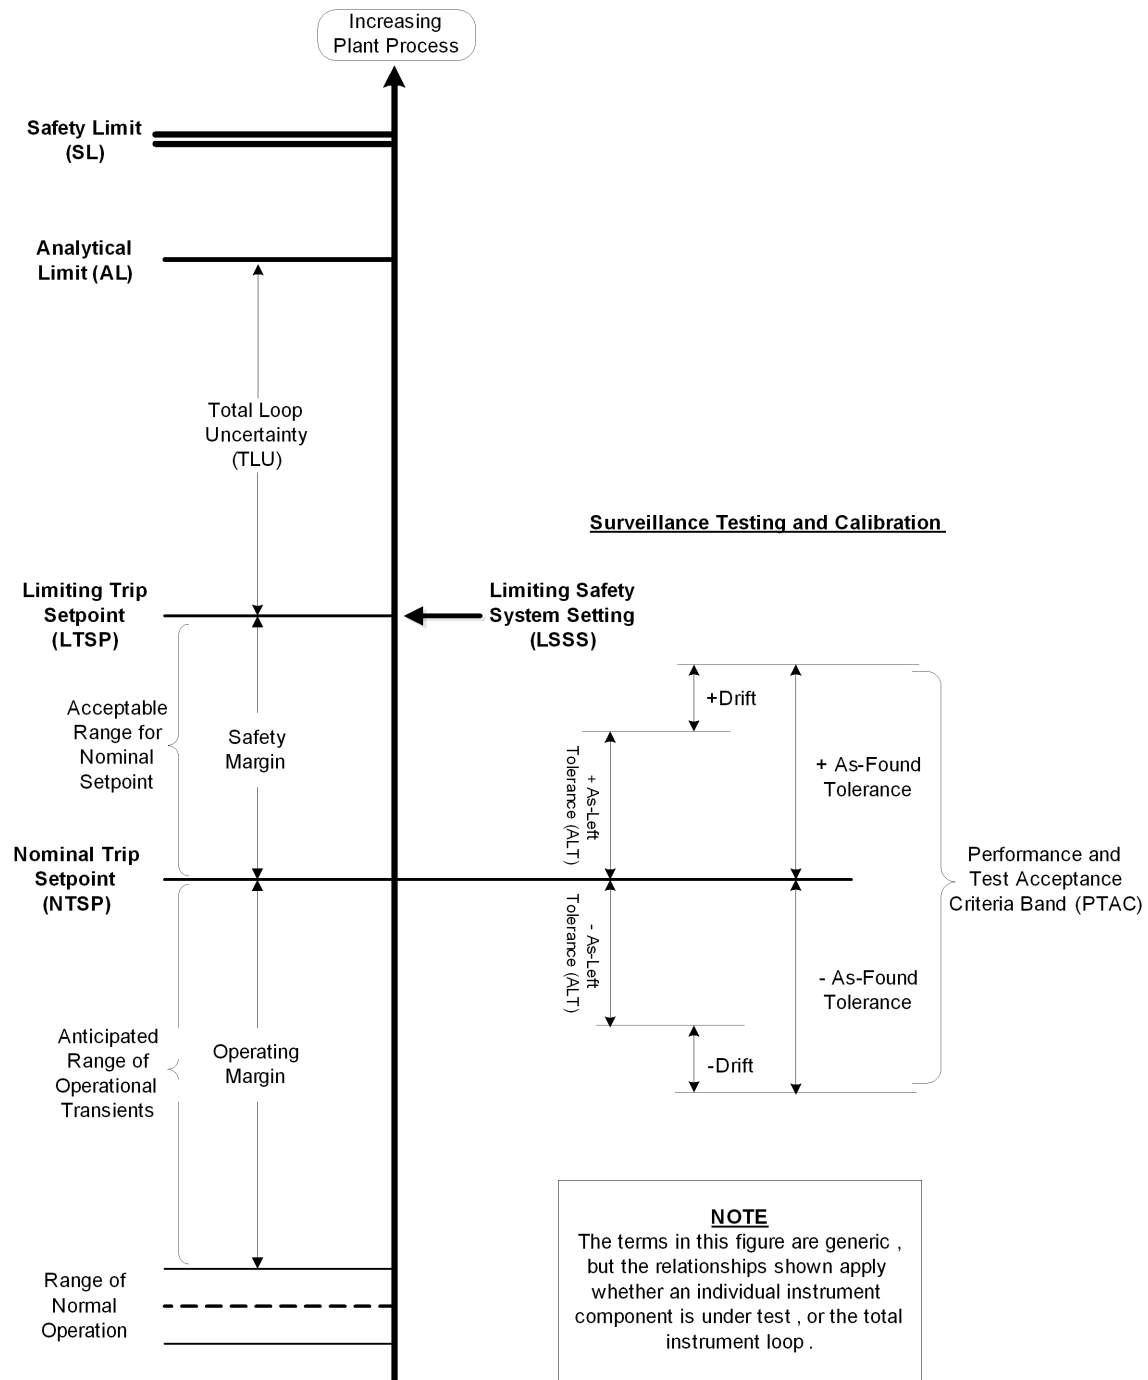 Increasing
Plant Process
Safety Limit
(SL)
Analytical
Limit (AL)
Total Loop
Uncertainty
(TLU)
Surveillance Testing and Calibration
Limiting Trip
Setpoint
(LTSP)
Limiting Safety
System Setting
(LSSS)
Acceptable
Range for
Nominal
Setpoint
Safety
Margin
+Drift
+ As-Left
Tolerance (ALT)
+ As-Found
Tolerance
Nominal Trip
Setpoint
(NTSP)
Performance and
Test Acceptance
Criteria Band (PTAC)
- As-Left
Tolerance (ALT)
- As-Found
Tolerance
Anticipated
Range of
Operational
Transients
Operating
Margin
-Drift
Range of
Normal
Operation
NOTE
The terms in this figure are generic ,
but the relationships shown apply
whether an individual instrument
component is under test , or the total
instrument loop .